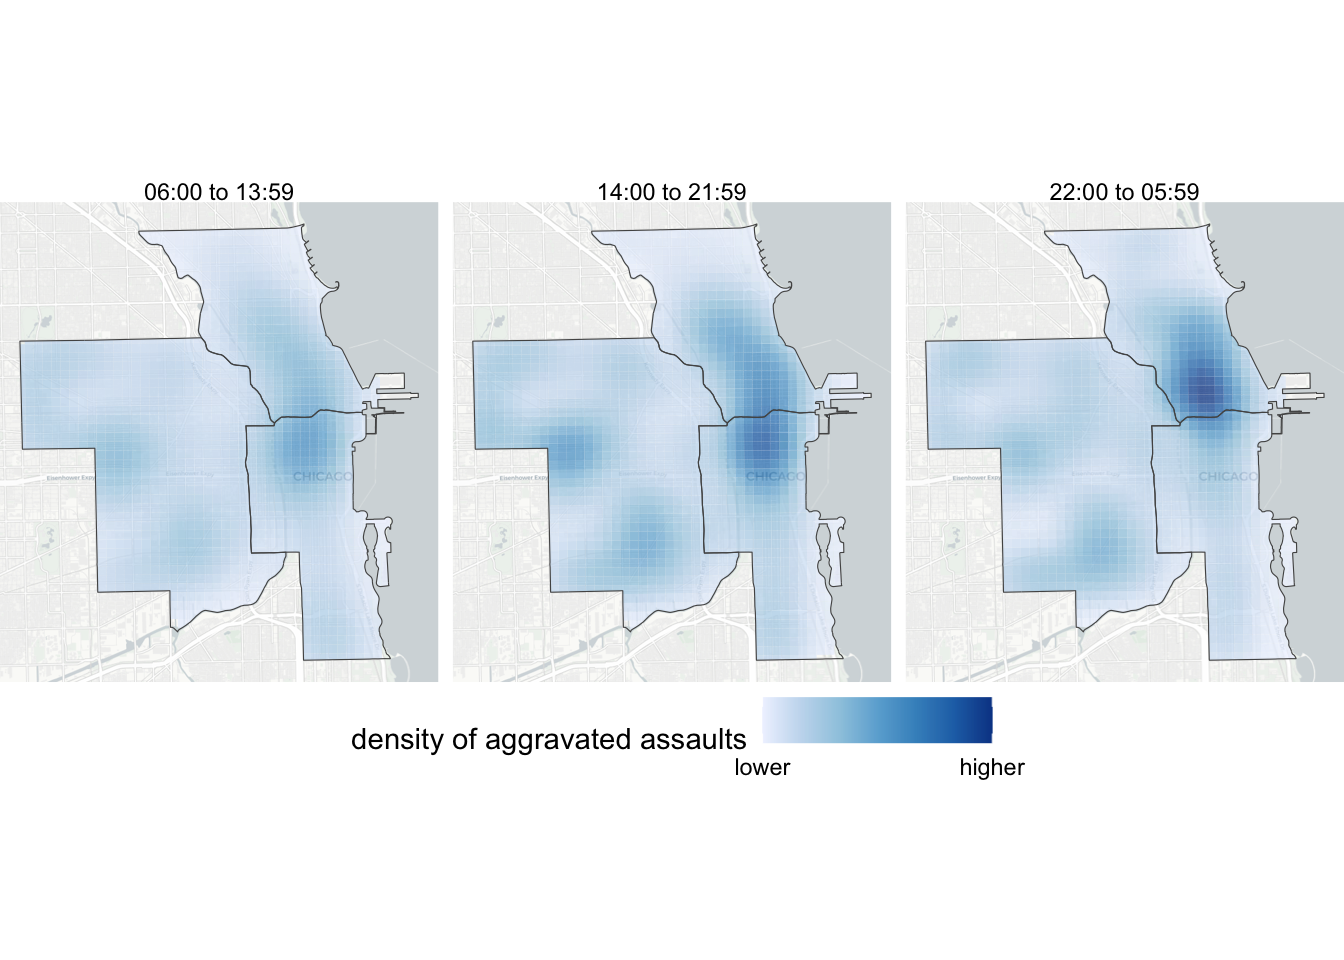 06:00 to 13:59
14:00 to 21:59
22:00 to 05:59
Eisenhower Expy
CHICAGO
Eisenhower Expy
CHICAGO
Eisenhower Expy
CHICAGO
density of aggravated assaults
lower
higher